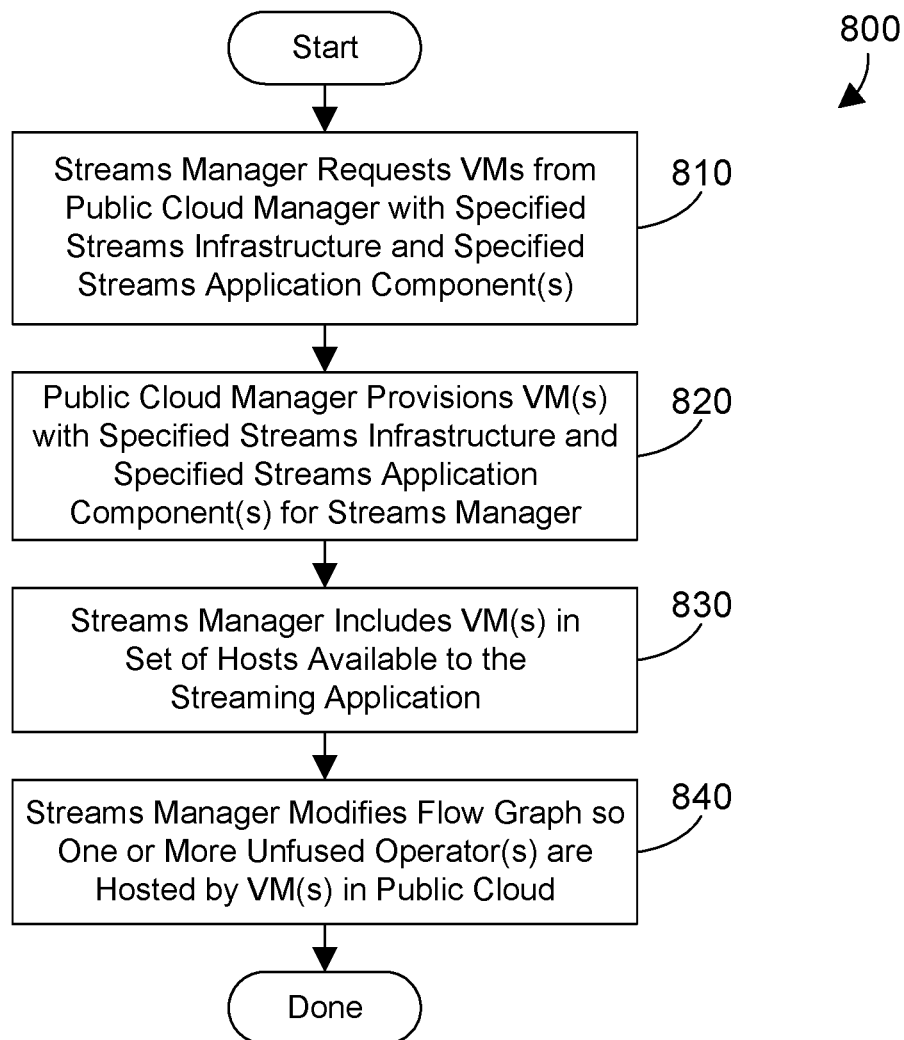 Start
800
Streams Manager Requests VMs from
Public Cloud Manager with Specified
Streams Infrastructure and Specified
Streams Application Component(s)
810
Public Cloud Manager Provisions VM(s)
with Specified Streams Infrastructure and
Specified Streams Application
Component(s) for Streams Manager
820
Streams Manager Includes VM(s) in
Set of Hosts Available to the
Streaming Application
830
Streams Manager Modifies Flow Graph so
One or More Unfused Operator(s) are
Hosted by VM(s) in Public Cloud
840
Done